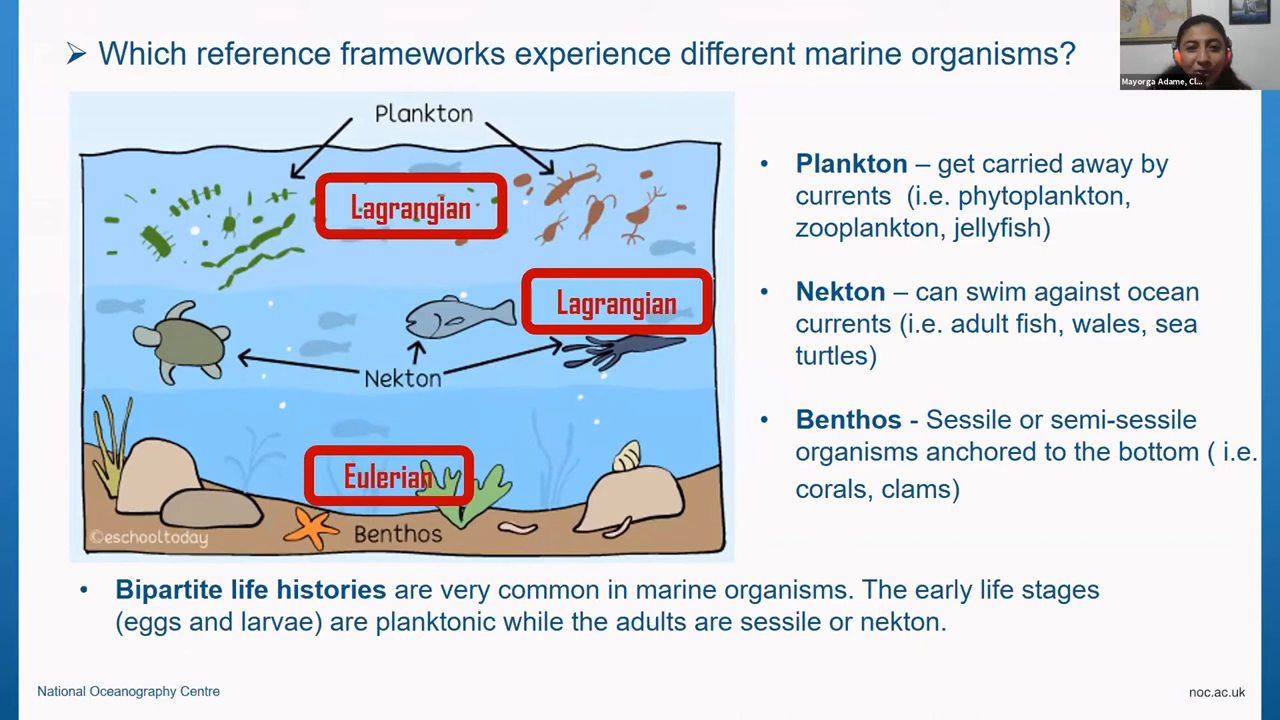 ➢ Which reference frameworks experience different marine organisms?
Mayorga Adame, Cl...
Plankton
Lagrangian
Lagrangian
Nekton
Eulerian
Benthos
©eschooltoday
• Plankton – get carried away by
currents (i.e. phytoplankton,
zooplankton, jellyfish)
• Nekton – can swim against ocean
currents (i.e. adult fish, wales, sea
turtles)
• Benthos - Sessile or semi-sessile
organisms anchored to the bottom ( i.e.
corals, clams)
• Bipartite life histories are very common in marine organisms. The early life stages
(eggs and larvae) are planktonic while the adults are sessile or nekton.
National Oceanography Centre
noc.ac.uk